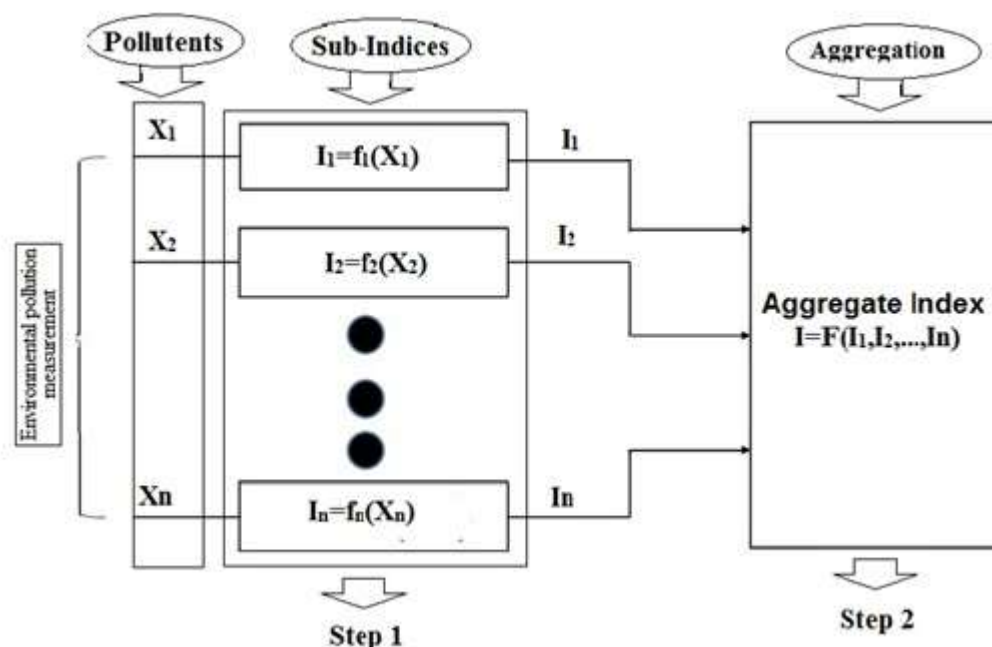 Pollutents
Sub-Indices
Aggregation
X1
I1=f1(X1)
I1
X2
I2=f2(X2)
I2
Environmental pollution
measurement
Aggregate Index
I=F(I1,I2,...,In)
Xn
In=fn(Xn)
In
Step 1
Step 2